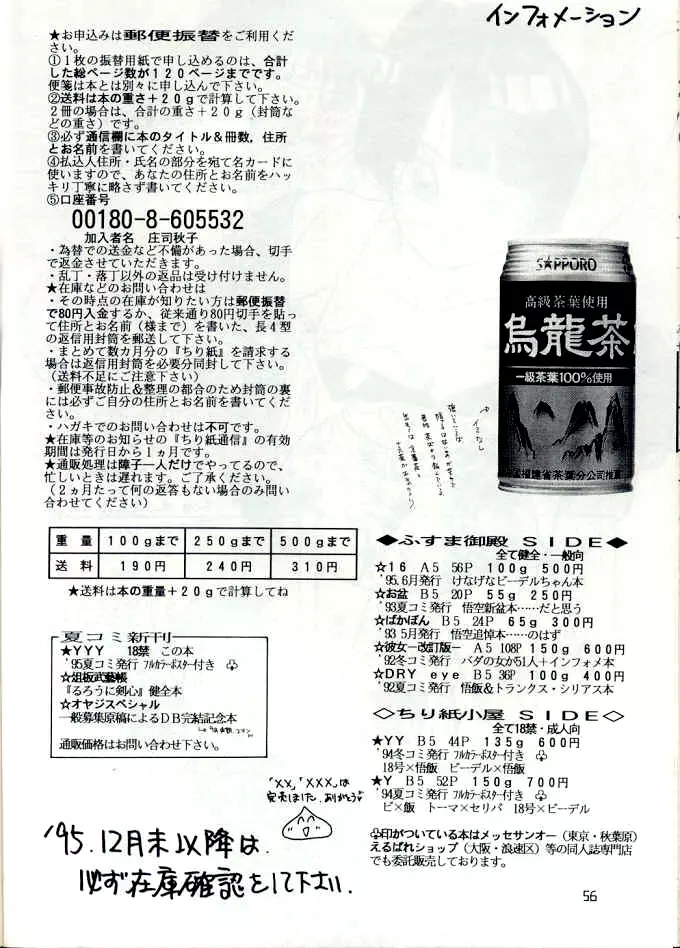 インフォメーション
★お申込みは郵便振替をご利用くだ
さい。
①１枚の振替用紙で申し込めるのは、合計
した総ページ数が１２０ページまでです。
便箋は本とは別々に申し込んで下さい。
②送料は本の重さ＋２０ｇで計算して下さい。
２冊の場合は、合計の重さ＋２０ｇ（封筒な
どの重さ）です。
③必ず通信欄に本のタイトル＆冊数，住所
とお名前を書いてください。
④払込人住所・氏名の部分を宛て名カードに
使いますので、あなたの住所とお名前をハッ
キリ丁寧に略さず書いてください。
⑤口座番号
00180-8-605532
加入者名　庄司秋子
・為替での送金など不備があった場合、切手
で返金させていただきます。
・乱丁・落丁以外の返品は受け付けません。
★在庫などのお問い合わせは
・その時点の在庫が知りたい方は郵便振替
で80円入金するか、従来通り80円切手を貼っ
て住所とお名前（様まで）を書いた、長４型
の返信用封筒を郵送して下さい。
・まとめて数カ月分の『ちり紙』を請求する
場合は返信用封筒を必要分同封して下さい。
（送料不足にご注意下さい）
・郵便事故防止＆整理の都合のため封筒の裏
には必ずご自分の住所とお名前を書いてくだ
さい。
・ハガキでのお問い合わせは不可です。
★在庫等のお知らせの『ちり紙通信』の有効
期間は発行日から１ヵ月です。
★通販処理は障子一人だけでやってるので、
忙しいときは遅れます。ご了承ください。
（２ヵ月たって何の返答もない場合のみ問い
合わせてください）
SAPPORO
高級茶葉使用
烏龍茶
一級茶葉100%使用
福建省茶葉分公司推薦
イミなし
重量　100gまで　250gまで　500gまで
送料　190円　240円　310円
★送料は本の重量＋２０ｇで計算してね
夏コミ新刊
★YYY　18禁　この本
'95夏コミ発行　フルカラーポスター付き　♧
☆俎板武藝帳
『るろうに剣心』健全本
☆オヤジスペシャル
一般募集原稿によるＤＢ完結記念本
通販価格はお問い合わせ下さい。
「XX」「XXX」は
完売しました。ありがとう♥
'95.12月末以降は、
必ず在庫確認をして下さい.
◆ふすま御殿 SIDE◆
全て健全・一般向
☆16　A5　56P　100g　500円
'95.6月発行　けなげなビーデルちゃん本
☆お盆　B5　20P　55g　250円
'93夏コミ発行　悟空新盆本……だと思う
☆ばかぼん　B5　24P　65g　300円
'93 5月発行　悟空追悼本……のはず
☆彼女－改訂版－　A5　108P　150g　600円
'92冬コミ発行　バダの女から51人＋インフォメ本
☆DRY eye　B5　36P　100g　400円
'92夏コミ発行　悟飯＆トランクス・シリアス本
◇ちり紙小屋 SIDE◇
全て18禁・成人向
★YY　B5　44P　135g　600円
'94冬コミ発行　フルカラーポスター付き　♧
18号×悟飯　ビーデル×悟飯
★Y　B5　52P　150g　700円
'94夏コミ発行　フルカラーポスター付き　♧
ビ×飯　トーマ×セリパ　18号×ビーデル
♧印がついている本はメッセサンオー（東京・秋葉原）
えるぱれショップ（大阪・浪速区）等の同人誌専門店
でも委託販売しております。
56